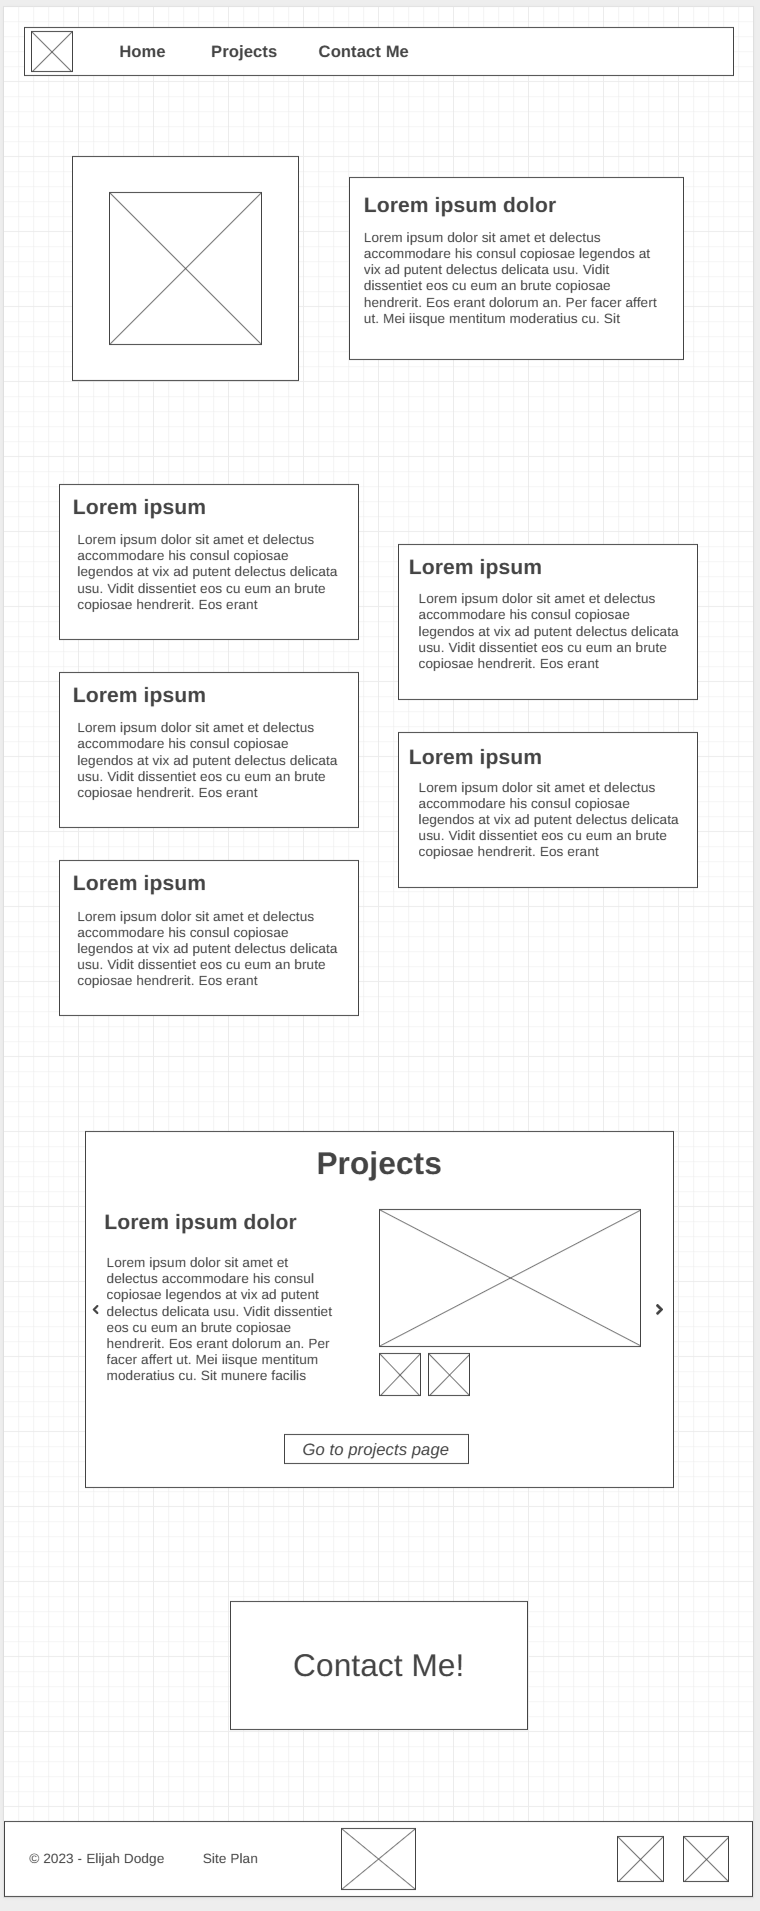 Home Projects Contact Me
Lorem ipsum dolor
Lorem ipsum dolor sit amet et delectus
accommodare his consul copiosae legendos at
vix ad putent delectus delicata usu. Vidit
dissentiet eos cu eum an brute copiosae
hendrerit. Eos erant dolorum an. Per facer affert
ut. Mei iisque mentitum moderatius cu. Sit
Lorem ipsum
Lorem ipsum dolor sit amet et delectus
accommodare his consul copiosae
legendos at vix ad putent delectus delicata
usu. Vidit dissentiet eos cu eum an brute
copiosae hendrerit. Eos erant
Lorem ipsum
Lorem ipsum dolor sit amet et delectus
accommodare his consul copiosae
legendos at vix ad putent delectus delicata
usu. Vidit dissentiet eos cu eum an brute
copiosae hendrerit. Eos erant
Lorem ipsum
Lorem ipsum dolor sit amet et delectus
accommodare his consul copiosae
legendos at vix ad putent delectus delicata
usu. Vidit dissentiet eos cu eum an brute
copiosae hendrerit. Eos erant
Lorem ipsum
Lorem ipsum dolor sit amet et delectus
accommodare his consul copiosae
legendos at vix ad putent delectus delicata
usu. Vidit dissentiet eos cu eum an brute
copiosae hendrerit. Eos erant
Lorem ipsum
Lorem ipsum dolor sit amet et delectus
accommodare his consul copiosae
legendos at vix ad putent delectus delicata
usu. Vidit dissentiet eos cu eum an brute
copiosae hendrerit. Eos erant
Projects
Lorem ipsum dolor
Lorem ipsum dolor sit amet et
delectus accommodare his consul
copiosae legendos at vix ad putent
delectus delicata usu. Vidit dissentiet
eos cu eum an brute copiosae
hendrerit. Eos erant dolorum an. Per
facer affert ut. Mei iisque mentitum
moderatius cu. Sit munere facilis
Go to projects page
Contact Me!
© 2023 - Elijah Dodge Site Plan